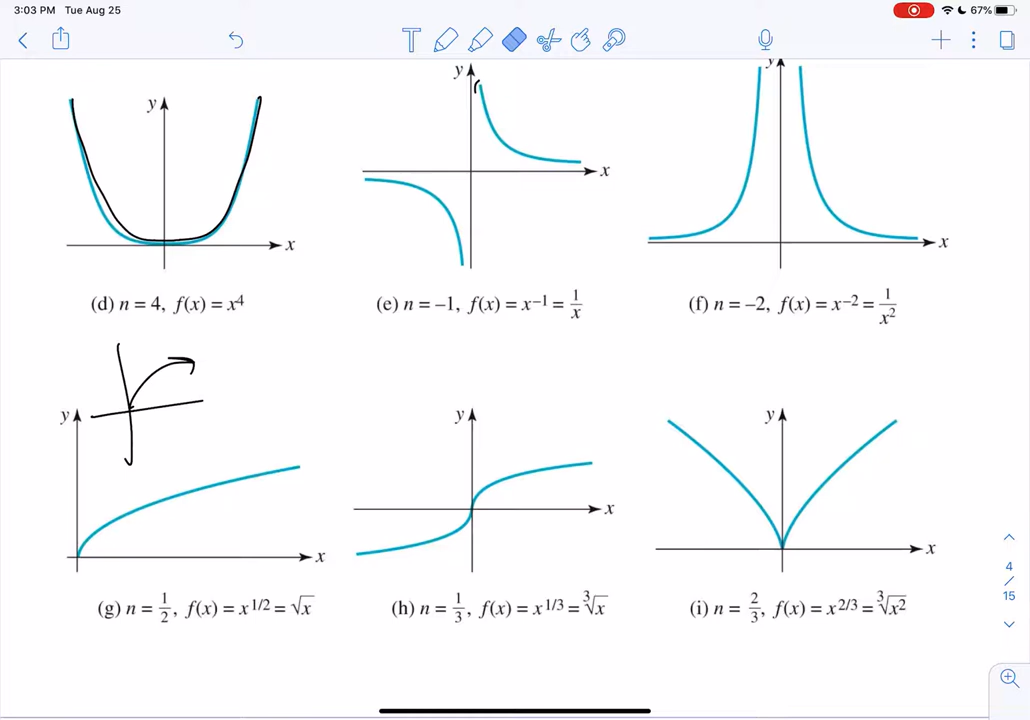 3:03 PM Tue Aug 25
67%
y
x
y
x
y
x
(d) n = 4, f(x) = x⁴
(e) n = –1, f(x) = x⁻¹ = 1/x
(f) n = –2, f(x) = x⁻² = 1/x²
y
x
y
x
y
x
4
/
15
(g) n = 1/2, f(x) = x^1/2 = √x
(h) n = 1/3, f(x) = x^1/3 = ∛x
(i) n = 2/3, f(x) = x^2/3 = ∛x²